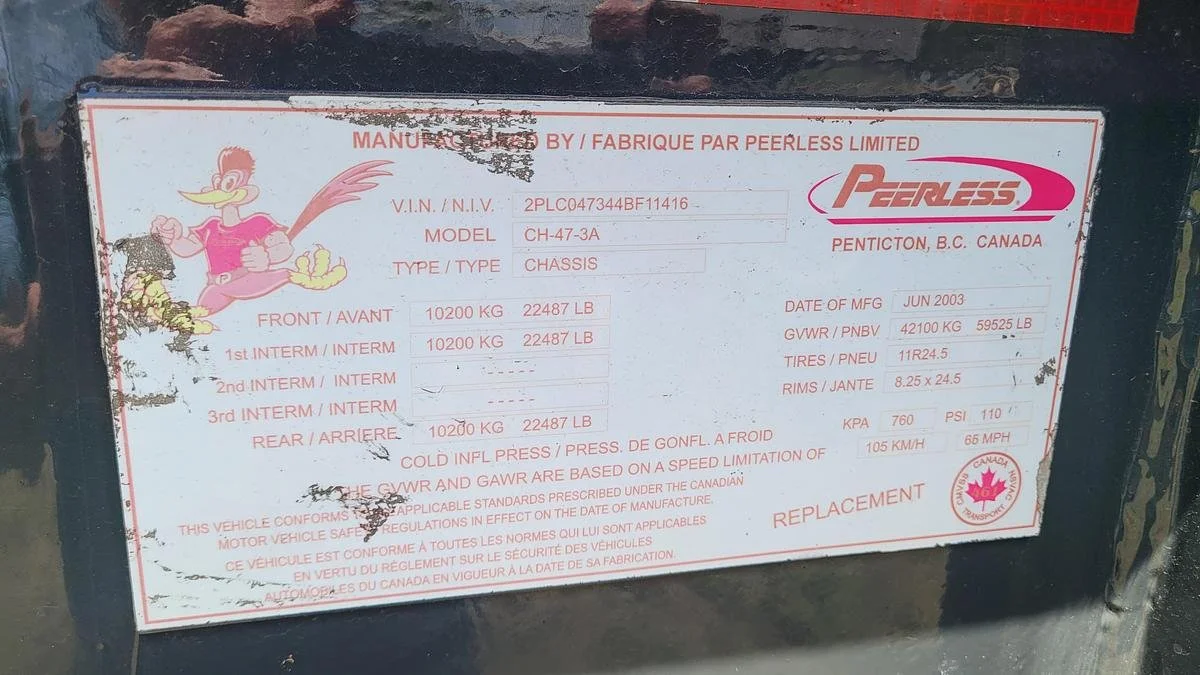 MANUFACTURED BY / FABRIQUE PAR PEERLESS LIMITED
PEERLESS
PENTICTON, B.C. CANADA
V.I.N. / N.I.V. 2PLC047344BF11416
MODEL CH-47-3A
TYPE / TYPE CHASSIS
FRONT / AVANT 10200 KG 22487 LB
1st INTERM / INTERM 10200 KG 22487 LB
2nd INTERM / INTERM - - - - -
3rd INTERM / INTERM - - - - -
REAR / ARRIERE 10200 KG 22487 LB
DATE OF MFG JUN 2003
GVWR / PNBV 42100 KG 59525 LB
TIRES / PNEU 11R24.5
RIMS / JANTE 8.25 x 24.5
COLD INFL PRESS / PRESS. DE GONFL. A FROID KPA 760 PSI 110
THE GVWR AND GAWR ARE BASED ON A SPEED LIMITATION OF 105 KM/H 65 MPH
THIS VEHICLE CONFORMS APPLICABLE STANDARDS PRESCRIBED UNDER THE CANADIAN
MOTOR VEHICLE SAFETY REGULATIONS IN EFFECT ON THE DATE OF MANUFACTURE.
CE VÉHICULE EST CONFORME À TOUTES LES NORMES QUI LUI SONT APPLICABLES
EN VERTU DU RÈGLEMENT SUR LE SÉCURITÉ DES VÉHICULES
AUTOMOBILES DU CANADA EN VIGUEUR À LA DATE DE SA FABRICATION.
REPLACEMENT
CANADA
CMVSS NSVAC
TRANSPORT